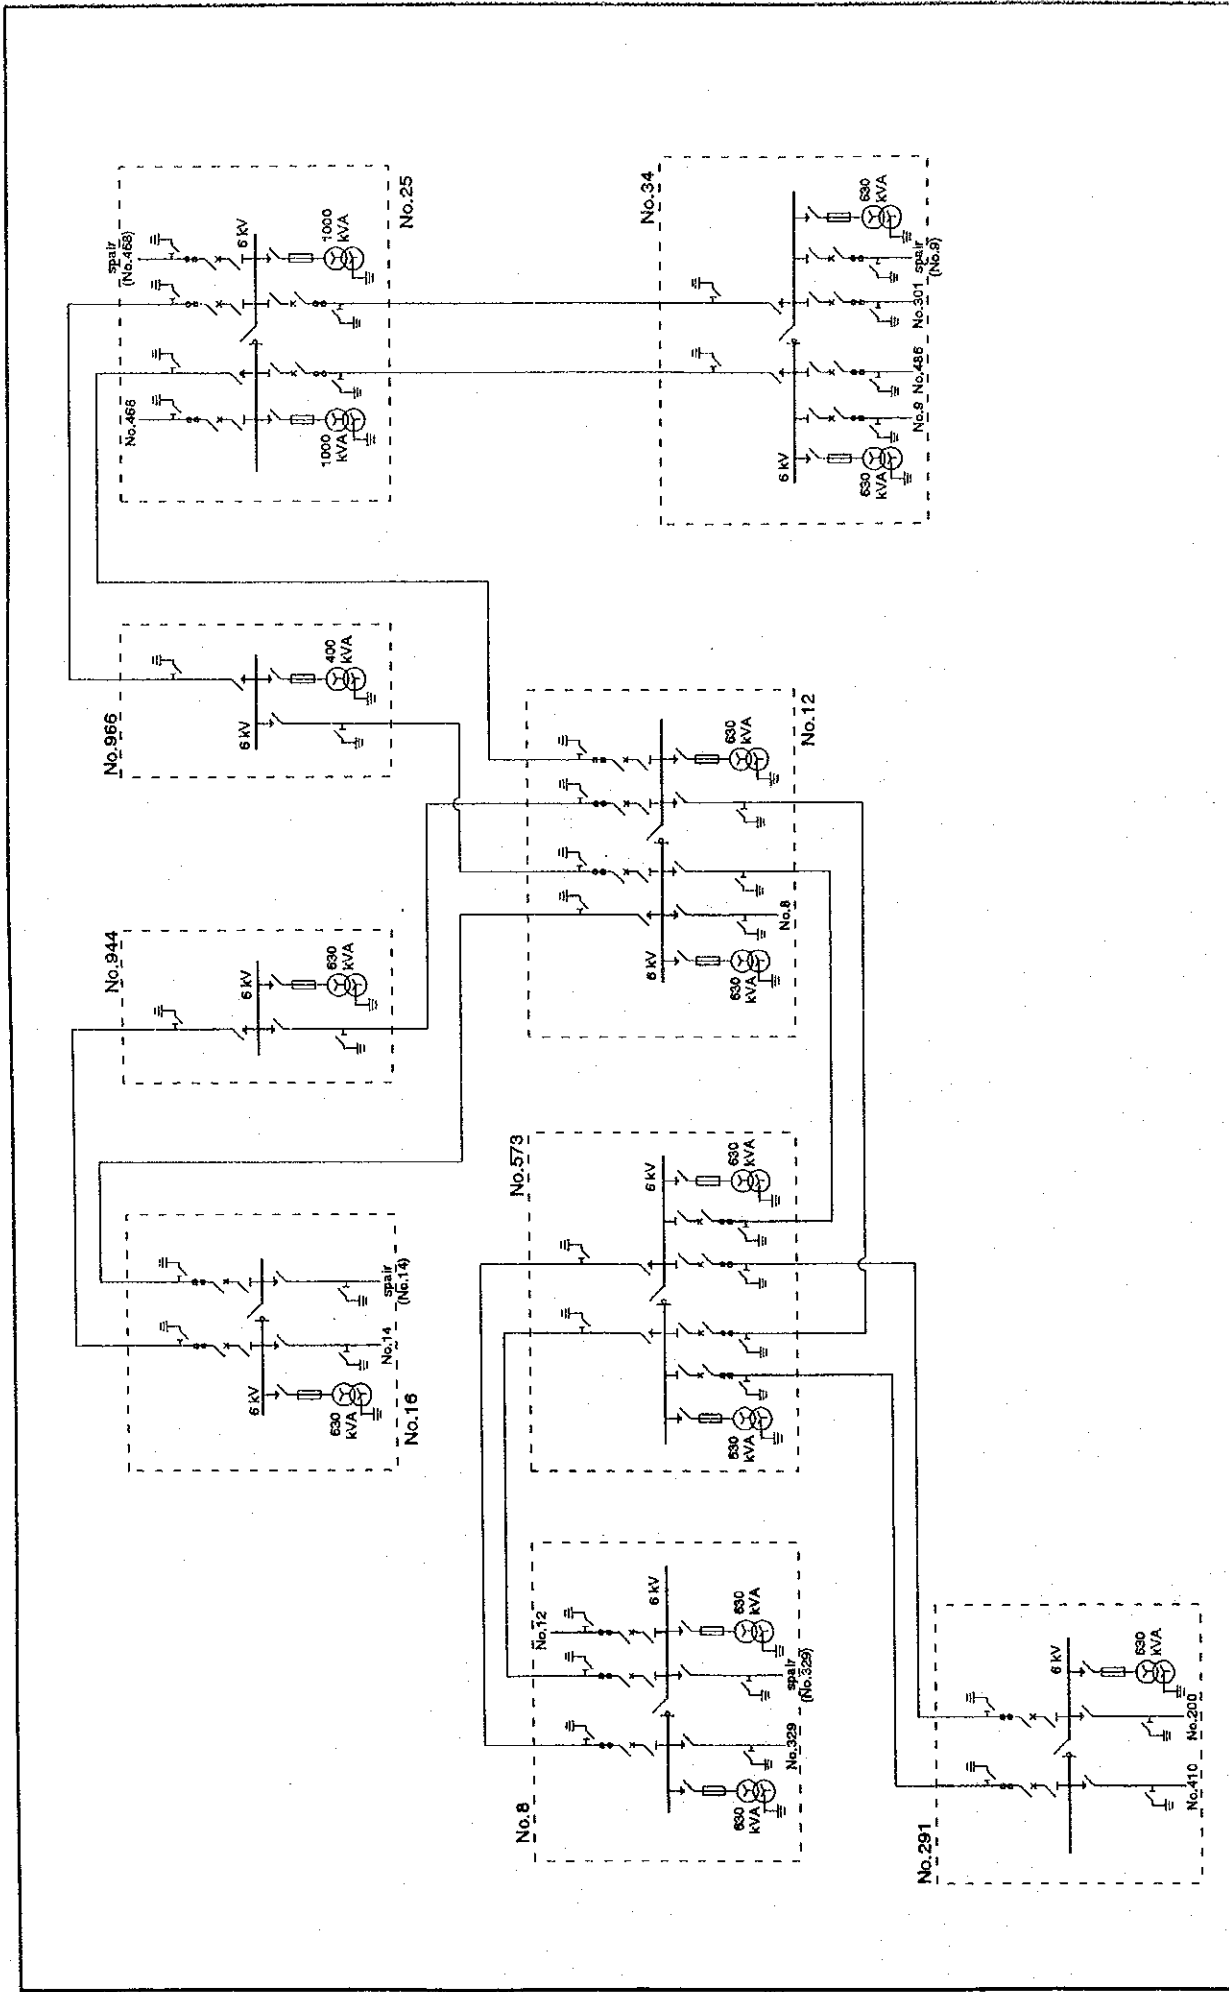 No.8
No.12
6 kV
630
kVA
630
kVA
No.329
spair
(No.329)
No.291
6 kV
630
kVA
No.410
No.200
No.16
6 kV
630
kVA
No.14
spair
(No.14)
No.573
6 kV
630
kVA
630
kVA
No.944
6 kV
630
kVA
No.966
6 kV
400
kVA
No.12
6 kV
630
kVA
No.8
630
kVA
No.25
No.468
spair
(No.468)
6 kV
1000
kVA
1000
kVA
No.34
6 kV
630
kVA
No.9
No.486
No.301
spair
(No.9)
630
kVA